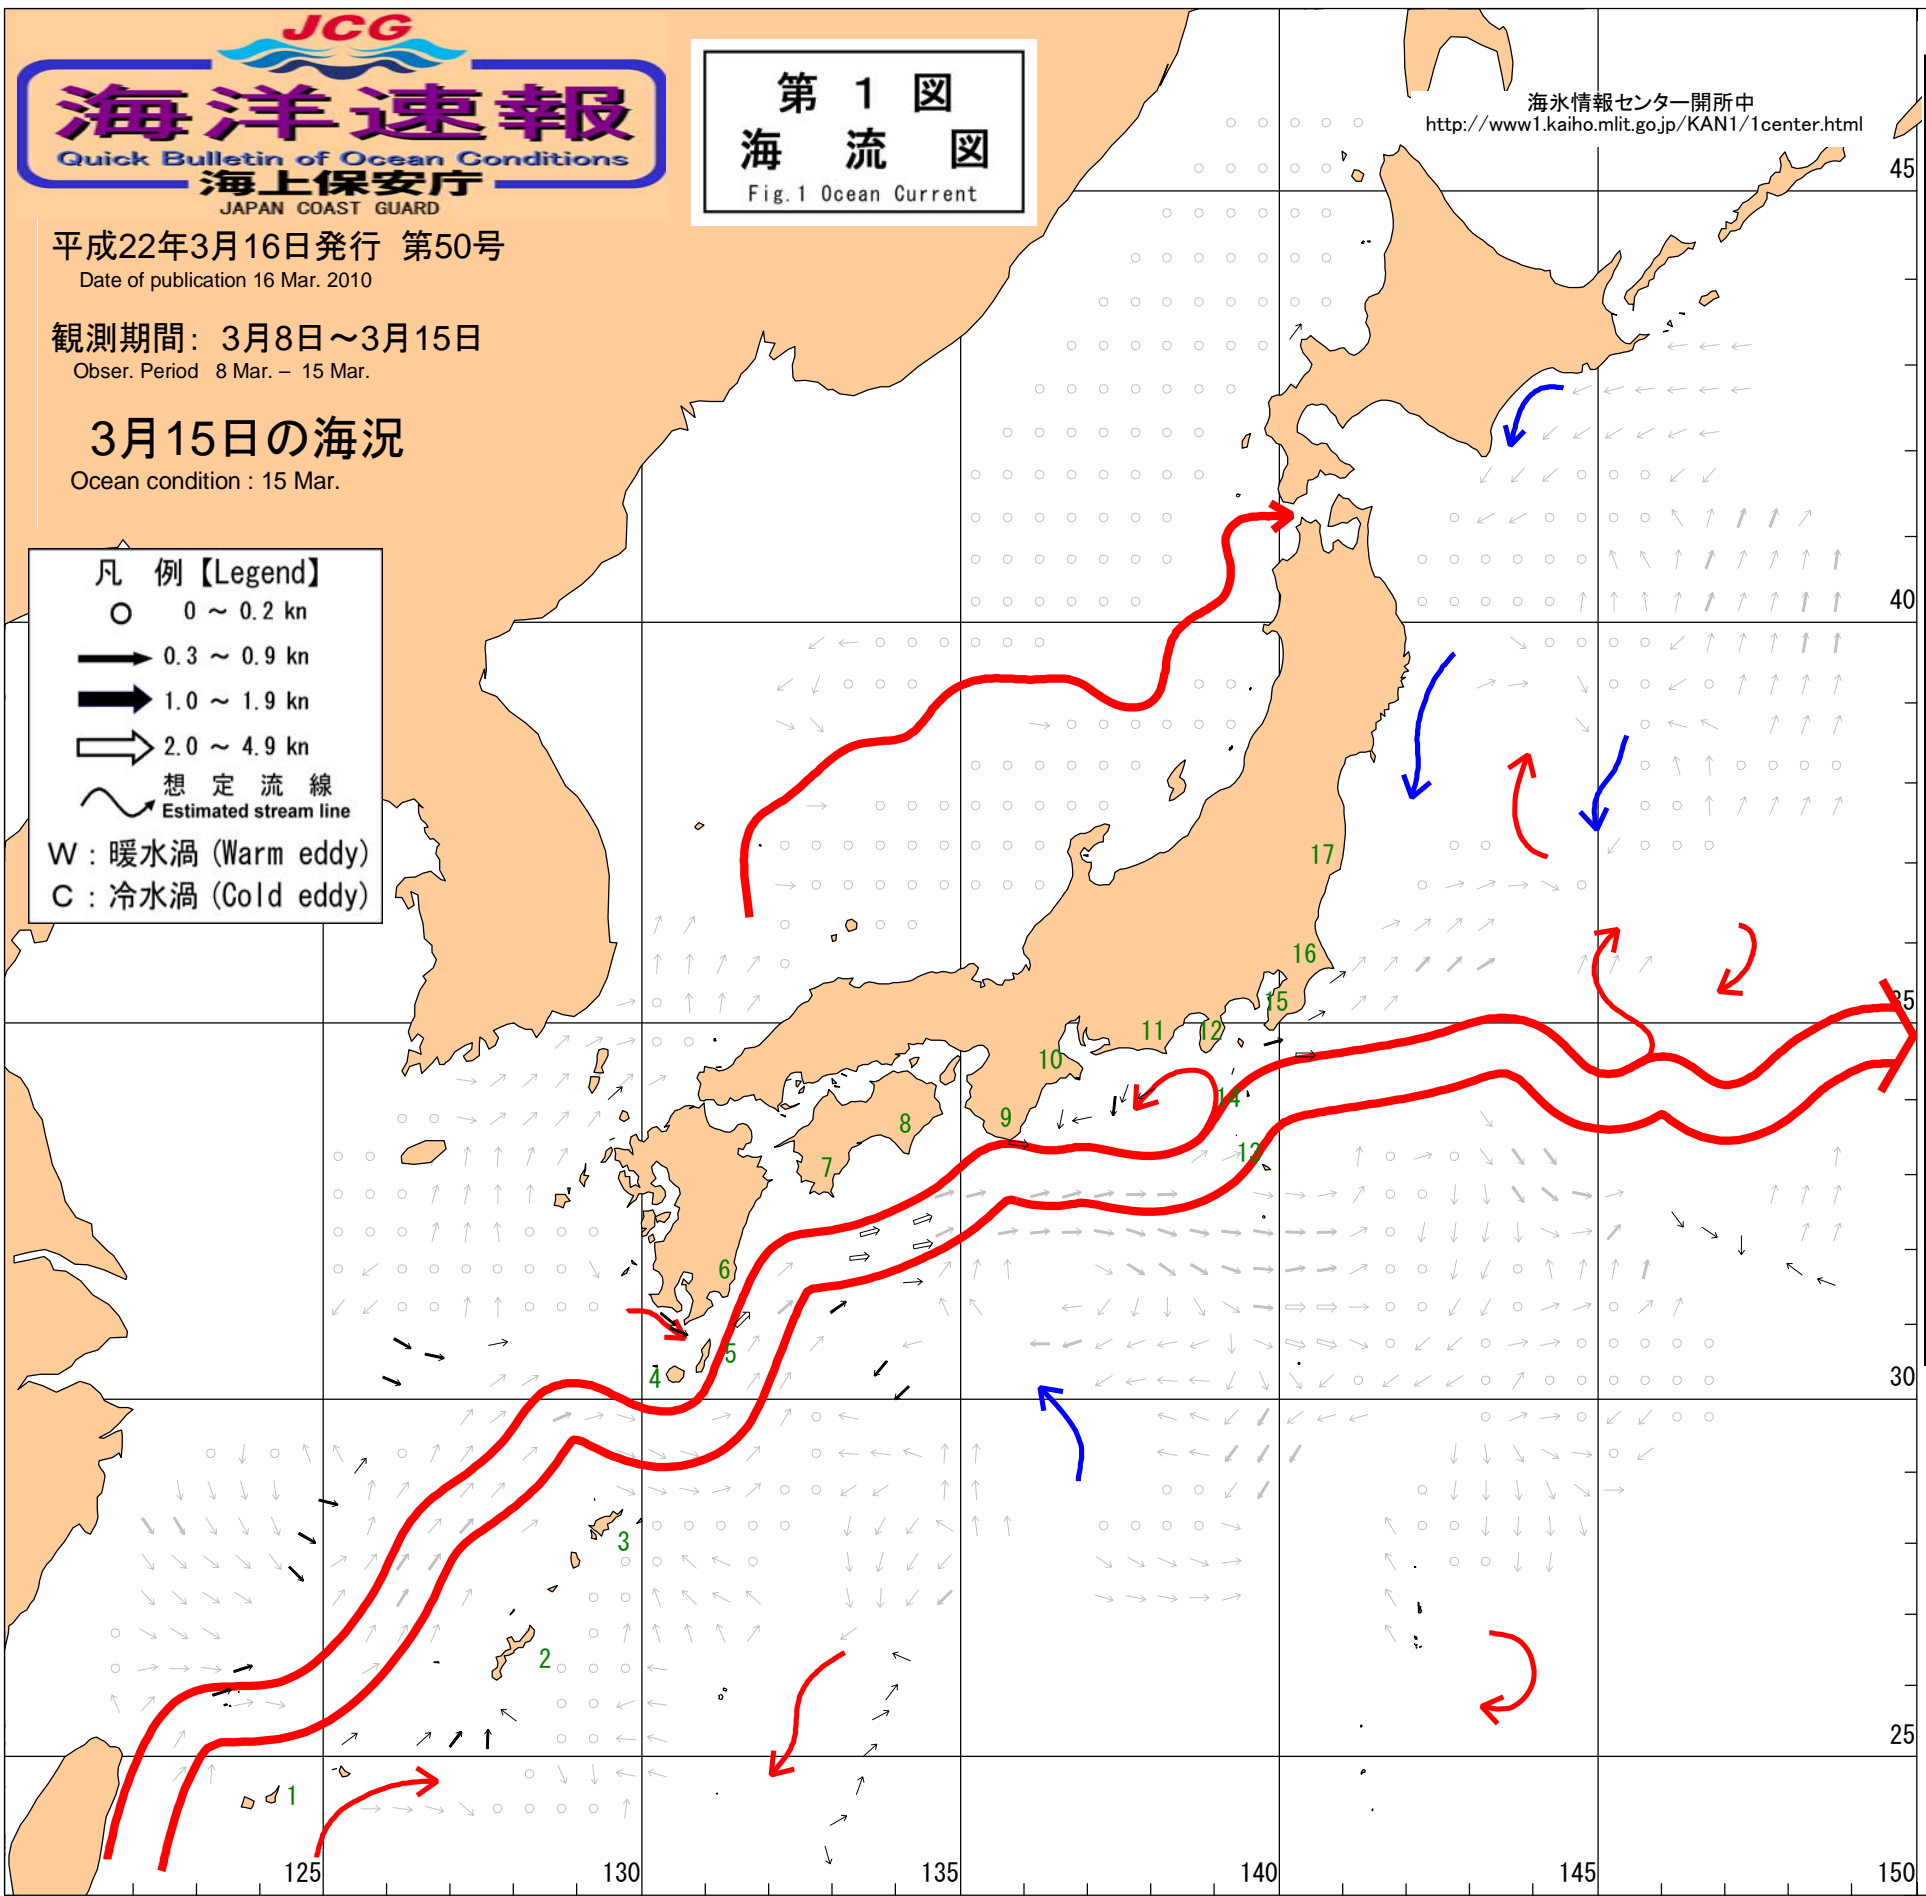 JCG
海洋速報
Quick Bulletin of Ocean Conditions
海上保安庁
JAPAN COAST GUARD
第 1 図
海 流 図
Fig.1 Ocean Current
海氷情報センター開所中
http://www1.kaiho.mlit.go.jp/KAN1/1center.html
平成22年3月16日発行 第50号
Date of publication 16 Mar. 2010
観測期間: 3月8日～3月15日
Obser. Period 8 Mar. – 15 Mar.
3月15日の海況
Ocean condition : 15 Mar.
凡 例【Legend】
0 ～ 0.2 kn
0.3 ～ 0.9 kn
1.0 ～ 1.9 kn
2.0 ～ 4.9 kn
想 定 流 線
Estimated stream line
W : 暖水渦 (Warm eddy)
C : 冷水渦 (Cold eddy)
45
40
17
16
35
15
12
11
10
14
9
8
13
7
6
5
4
30
3
2
25
1
125
130
135
140
145
150